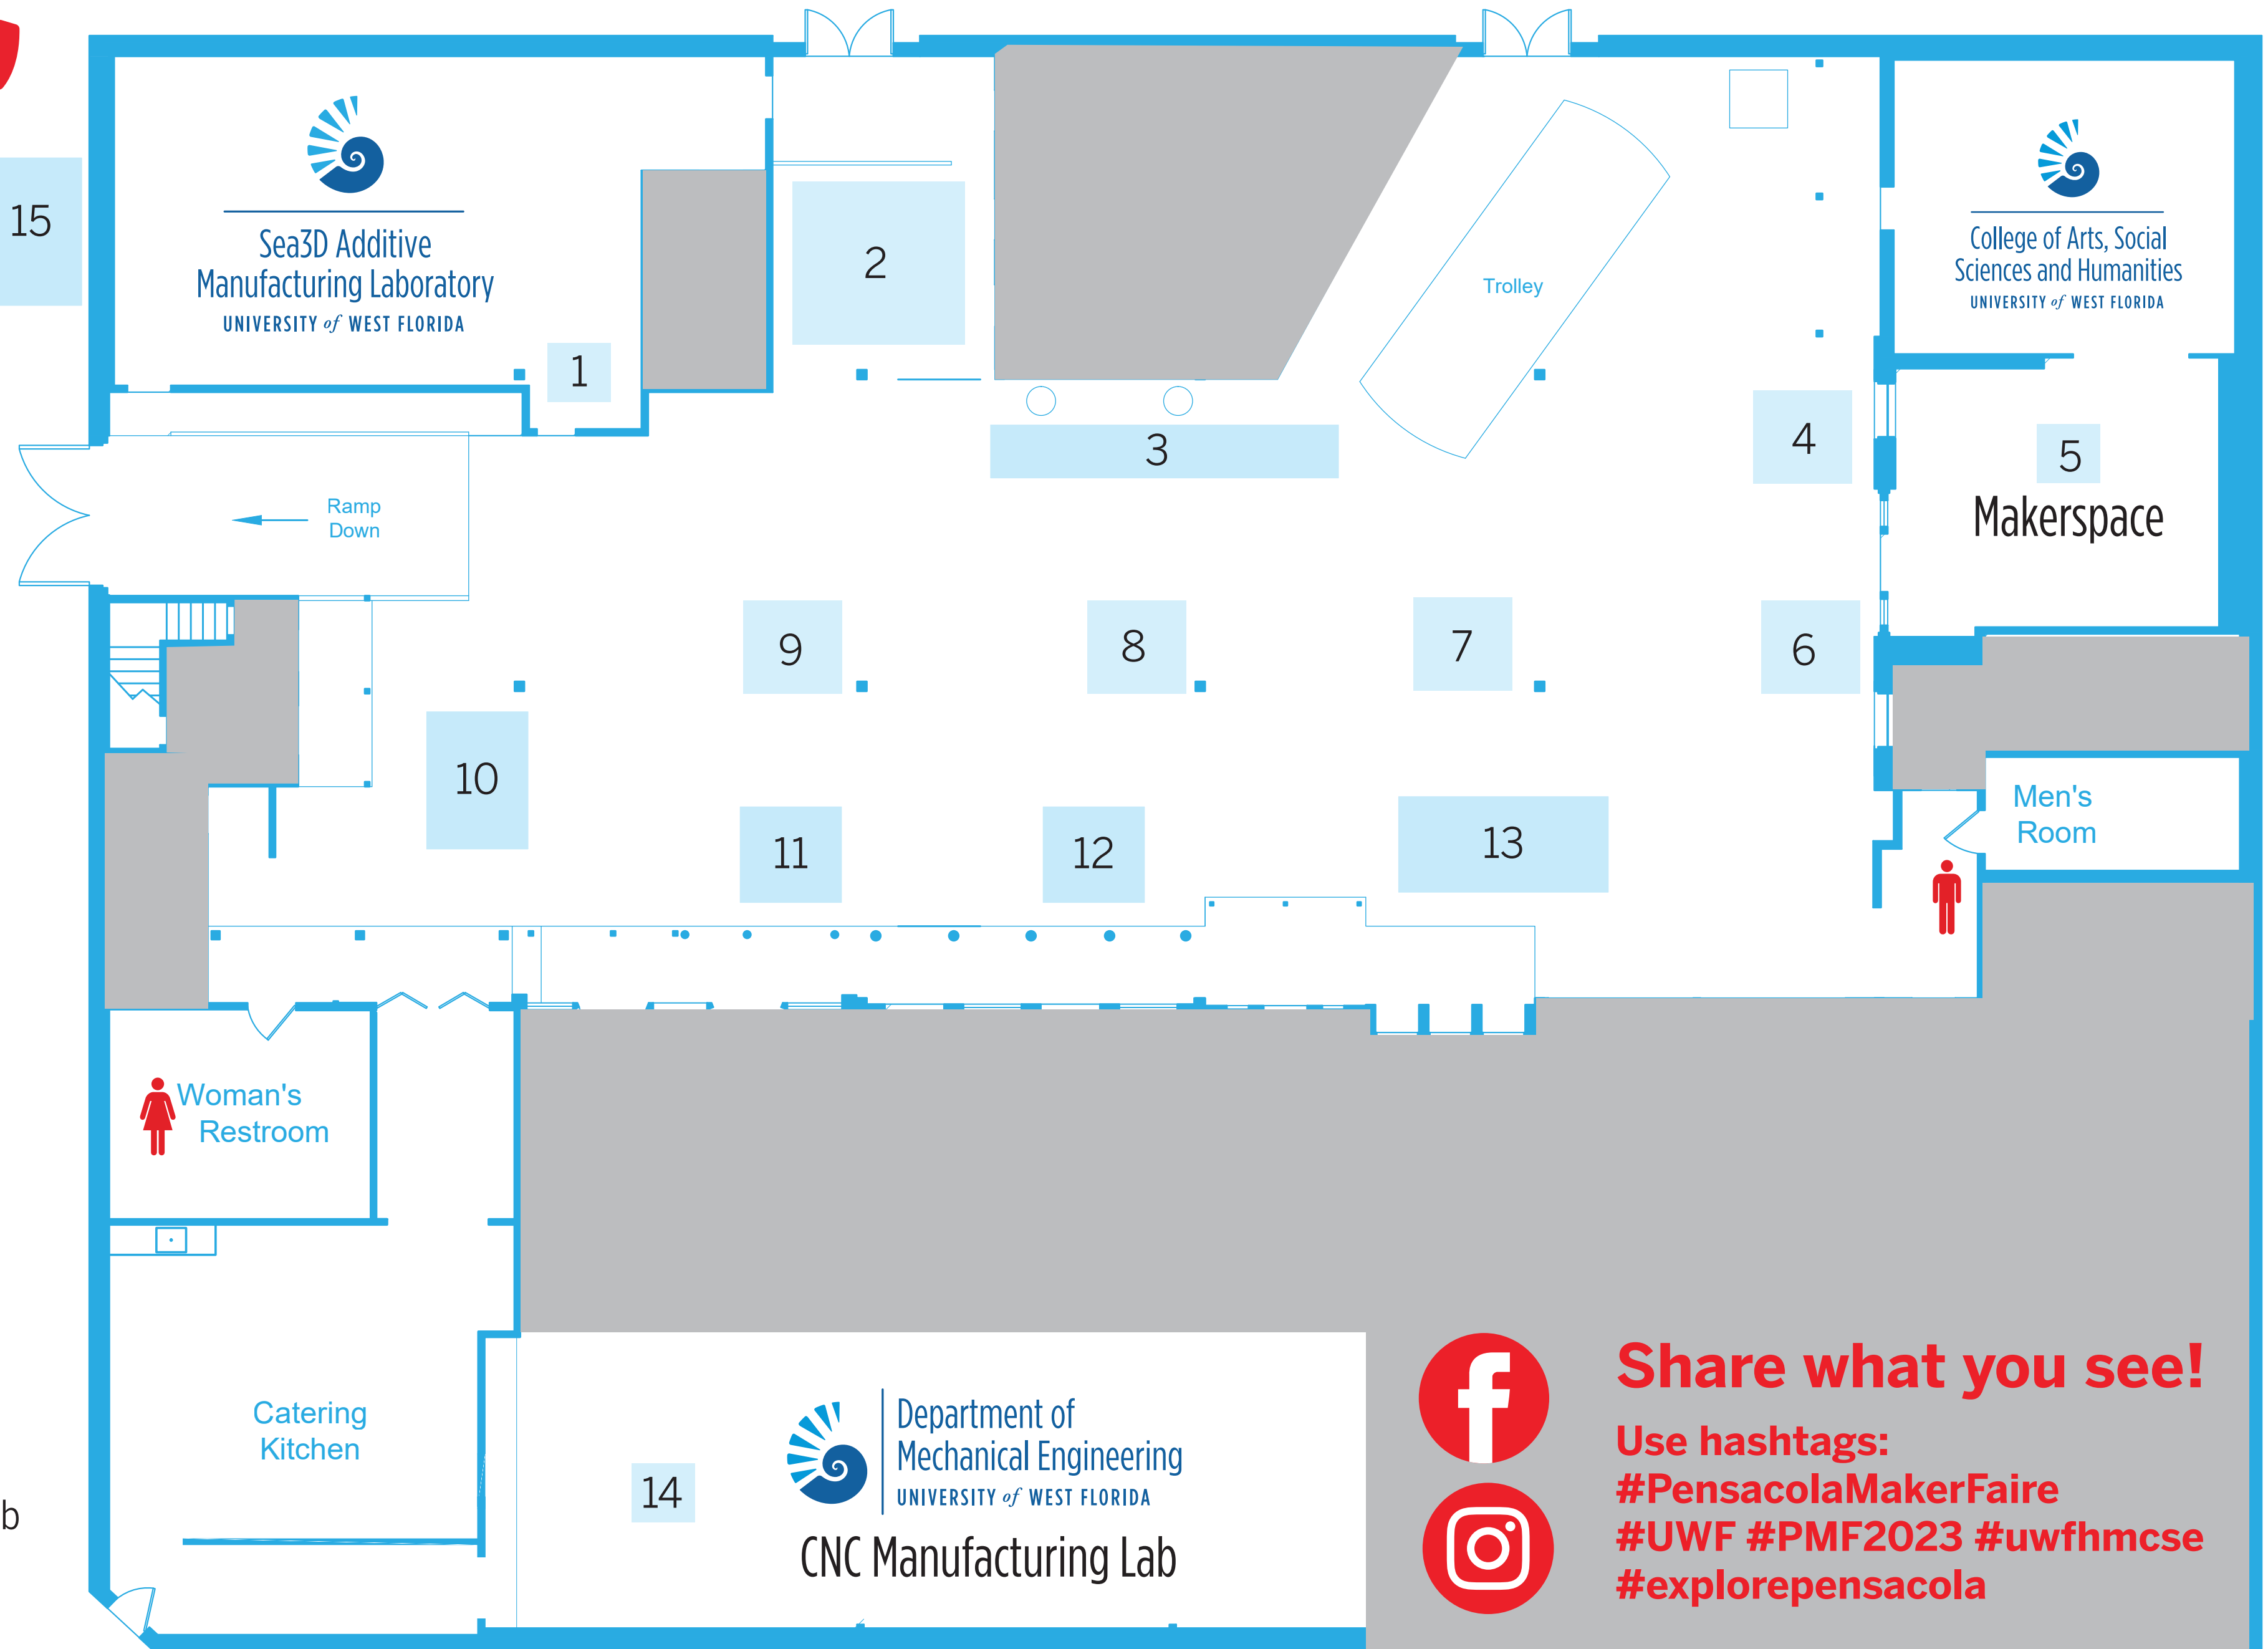 15
Sea3D Additive
Manufacturing Laboratory
UNIVERSITY of WEST FLORIDA
1
2
3
Trolley
College of Arts, Social
Sciences and Humanities
UNIVERSITY of WEST FLORIDA
4
5
Makerspace
Ramp
Down
9
8
7
6
10
11
12
13
Men's
Room
Woman's
Restroom
Catering
Kitchen
14
Department of
Mechanical Engineering
UNIVERSITY of WEST FLORIDA
CNC Manufacturing Lab
b
Share what you see!
Use hashtags:
#PensacolaMakerFaire
#UWF #PMF2023 #uwfhmcse
#explorepensacola